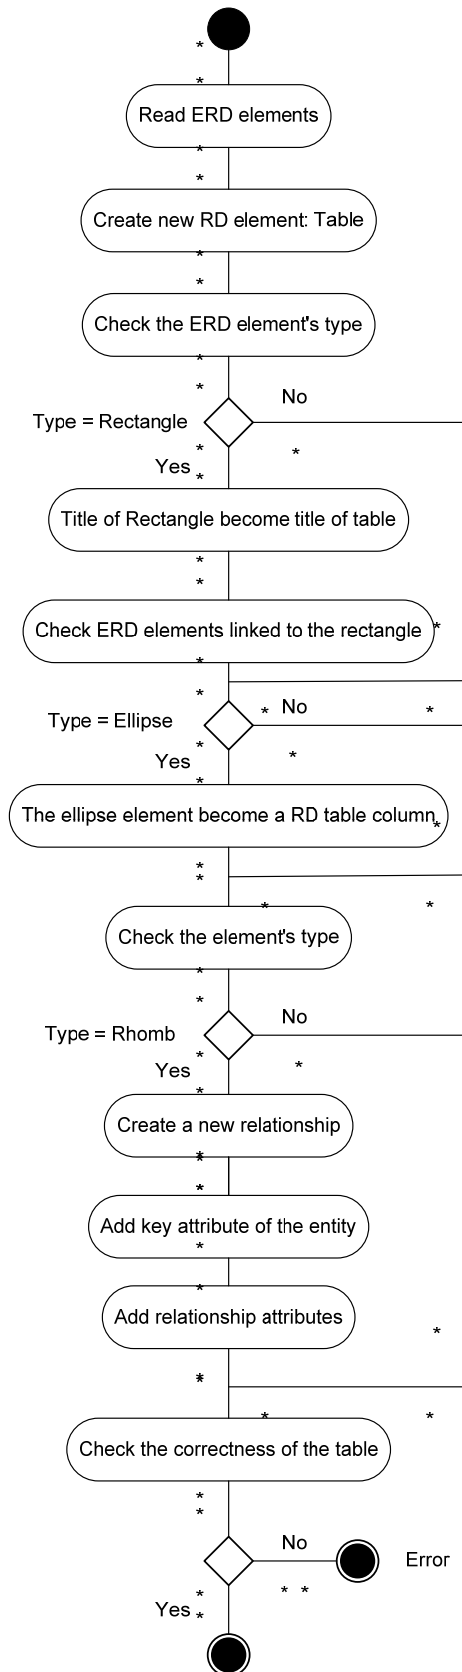 *
*
Read ERD elements
*
*
Create new RD element: Table
*
*
Check the ERD element's type
*
*
No
Type = Rectangle
*
*
Yes
*
Title of Rectangle become title of table
*
*
Check ERD elements linked to the rectangle
*
*
*
*
No
*
Type = Ellipse
*
*
Yes
*
The ellipse element become a RD table column
*
*
*
*
*
Check the element's type
*
*
No
Type = Rhomb
*
*
Yes
*
Create a new relationship
*
*
*
Add key attribute of the entity
*
*
Add relationship attributes
*
*
*
*
*
Check the correctness of the table
*
*
No
Error
* *
*
Yes
*